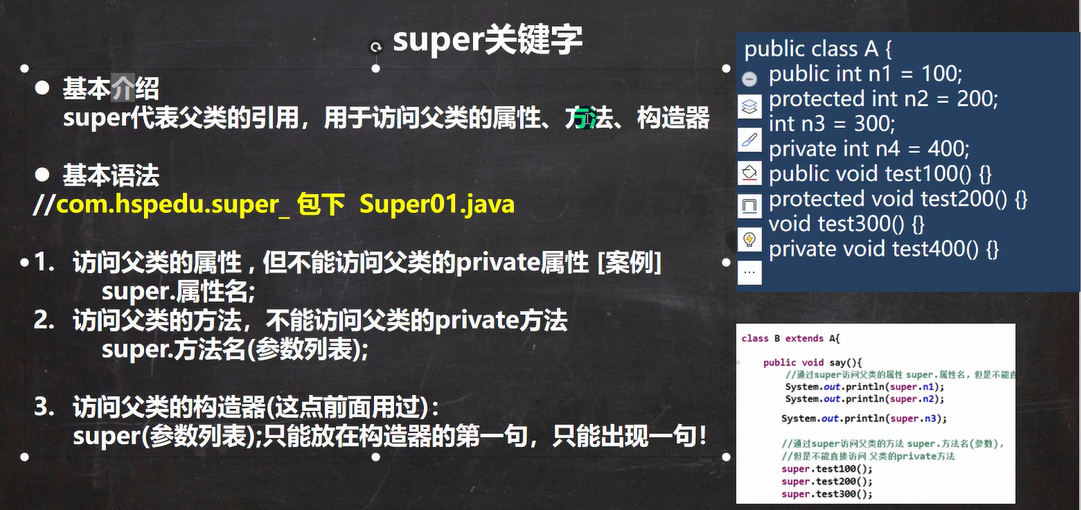 super关键字
● 基本介绍
super代表父类的引用，用于访问父类的属性、方法、构造器
● 基本语法
//com.hspedu.super_ 包下 Super01.java
1. 访问父类的属性 , 但不能访问父类的private属性 [案例]
super.属性名;
2. 访问父类的方法，不能访问父类的private方法
super.方法名(参数列表);
3. 访问父类的构造器(这点前面用过)：
super(参数列表);只能放在构造器的第一句，只能出现一句！
public class A {
public int n1 = 100;
protected int n2 = 200;
int n3 = 300;
private int n4 = 400;
public void test100() {}
protected void test200() {}
void test300() {}
private void test400() {}
class B extends A{
public void say(){
//通过super访问父类的属性 super.属性名，但是不能直
System.out.println(super.n1);
System.out.println(super.n2);
System.out.println(super.n3);
//通过super访问父类的方法 super.方法名(参数)，
//但是不能直接访问 父类的private方法
super.test100();
super.test200();
super.test300();